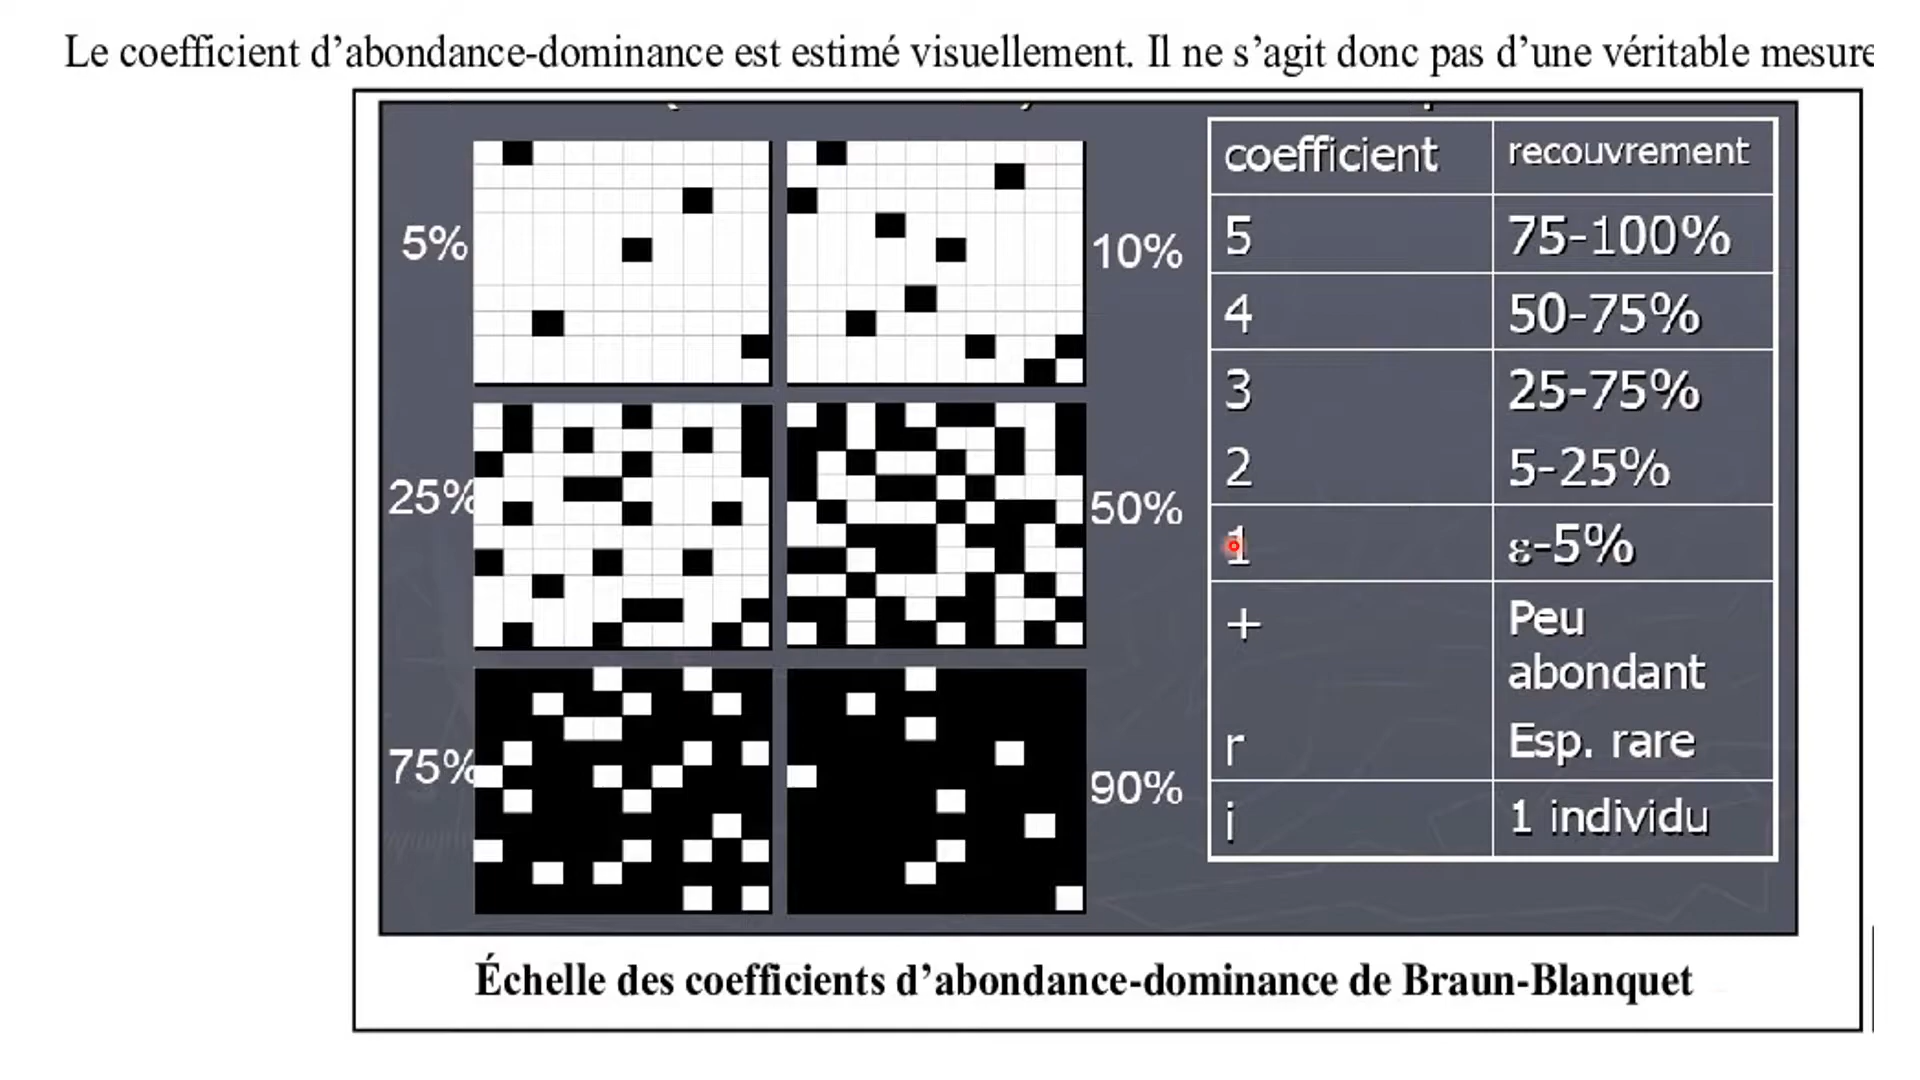 Le coefficient d’abondance-dominance est estimé visuellement. Il ne s’agit donc pas d’une véritable mesure
5%
10%
25%
50%
75%
90%
coefficient recouvrement
5 75-100%
4 50-75%
3 25-75%
2 5-25%
1 ε-5%
+ Peu
abondant
r Esp. rare
i 1 individu
Échelle des coefficients d’abondance-dominance de Braun-Blanquet